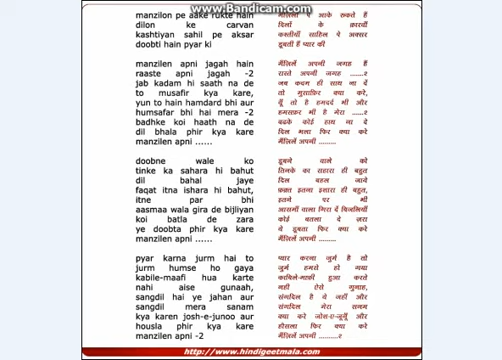 www.Bandicam.com
manzilon pe aake rukte hain
dilon ke carvan
kashtiyan sahil pe aksar
doobti hain pyar ki
manzilen apni jagah hain
raaste apni jagah -2
jab kadam hi saath na de
to musafir kya kare,
yun to hain hamdard bhi aur
humsafar bhi hai mera -2
badhke koi haath na de
dil bhala phir kya kare
manzilen apni ......
doobne wale ko
tinke ka sahara hi bahut
dil bahal jaye
faqat itna ishara hi bahut,
itne par bhi
aasmaa wala gira de bijliyan
koi batla de zara
ye doobta phir kya kare
manzilen apni ......
pyar karna jurm hai to
jurm humse ho gaya
kabile-maafi hua karte
nahi aise gunaah,
sangdil hai ye jahan aur
sangdil mera sanam
kya karen josh-e-junoo aur
housla phir kya kare
manzilen apni -2
मंज़िलों पे आके रुकते हैं
दिलों के कारवाँ
कस्तीयाँ साहिल पे अक्सर
डूबती हैं प्यार की
मंज़िलें अपनी जगह हैं
रास्ते अपनी जगह .....२
जब कदम ही साथ ना दें
तो मुसाफ़िर क्या करे,
यूँ तो है हमदर्द भी और
हमसफ़र भी है मेरा .....२
बढके कोई हाथ ना दे
दिल भला फिर क्या करे
मंज़िलें अपनी .........
डूबने वाले को
तिनके का सहारा ही बहुत
दिल बहल जाये
फ़क़त इतना इशारा ही बहुत,
इतने पर भी
आसमाँ वाला गिरा दे बिजलियाँ
कोई बतला दे ज़रा
ये डूबता फिर क्या करे
मंज़िलें अपनी .........
प्यार करना जुर्म है तो
जुर्म हमसे हो गया
काबिले-माफ़ी हुआ करते
नहीं ऐसे गुनाह,
संगदिल है ये जहाँ और
संगदिल मेरा सनम
क्या करे जोश-ए-जूनूँ और
हौसला फिर क्या करे
मंज़िलें अपनी .........२
http://www.hindigeetmala.com